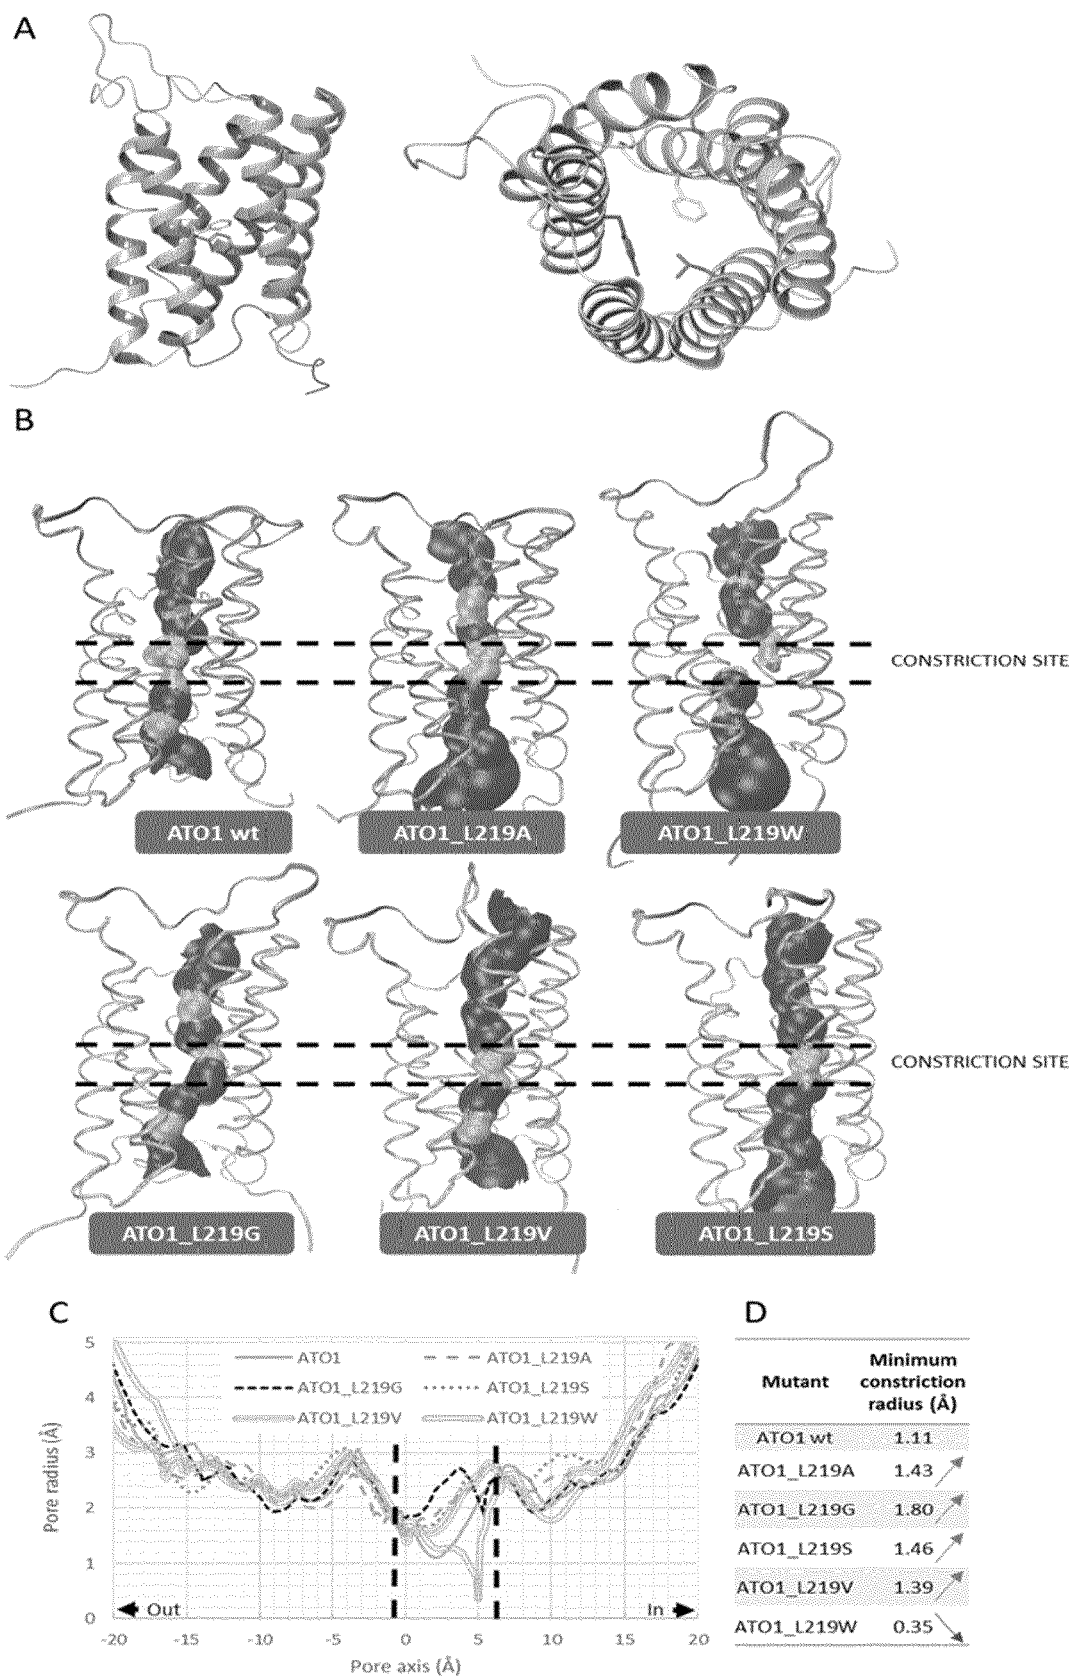 A
B
CONSTRICTION SITE
ATO1 wt
ATO1_L219A
ATO1_L219W
CONSTRICTION SITE
ATO1_L219G
ATO1_L219V
ATO1_L219S
C
Pore radius (Å)
5
4
3
2
1
0
ATO1
ATO1_L219A
ATO1_L219G
ATO1_L219S
ATO1_L219V
ATO1_L219W
Out
In
-20
-15
-10
-5
0
5
10
15
20
Pore axis (Å)
D
Mutant
Minimum
constriction
radius (Å)
ATO1 wt 1.11
ATO1_L219A 1.43
ATO1_L219G 1.80
ATO1_L219S 1.46
ATO1_L219V 1.39
ATO1_L219W 0.35